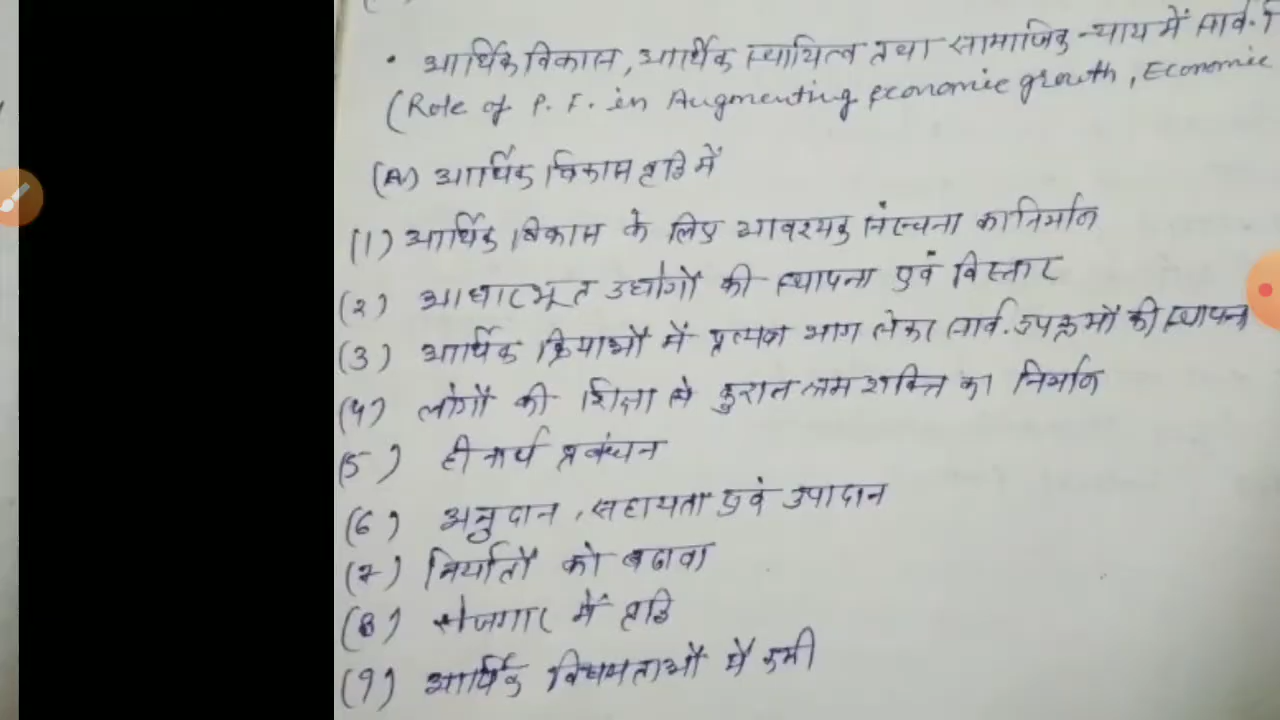 • आर्थिक विकास, आर्थिक स्थायित्व तथा सामाजिक न्याय में सार्व.
(Role of P. F. in Augmenting economic growth, Economic
(A) आर्थिक विकास वृद्धि में
(1) आर्थिक विकास के लिए आवश्यक संरचना का निर्माण
(2) आधारभूत उद्योगों की स्थापना एवं विस्तार
(3) आर्थिक क्रियाओं में प्रत्यक्ष भाग लेकर सार्व. उपक्रमों की स्थापना
(4) लोगों की शिक्षा से कुशल श्रम शक्ति का निर्माण
(5) हीनार्थ प्रबंधन
(6) अनुदान, सहायता एवं उपादान
(7) निर्यातों को बढावा
(8) रोजगार में वृद्धि
(9) आर्थिक विषमताओं में कमी